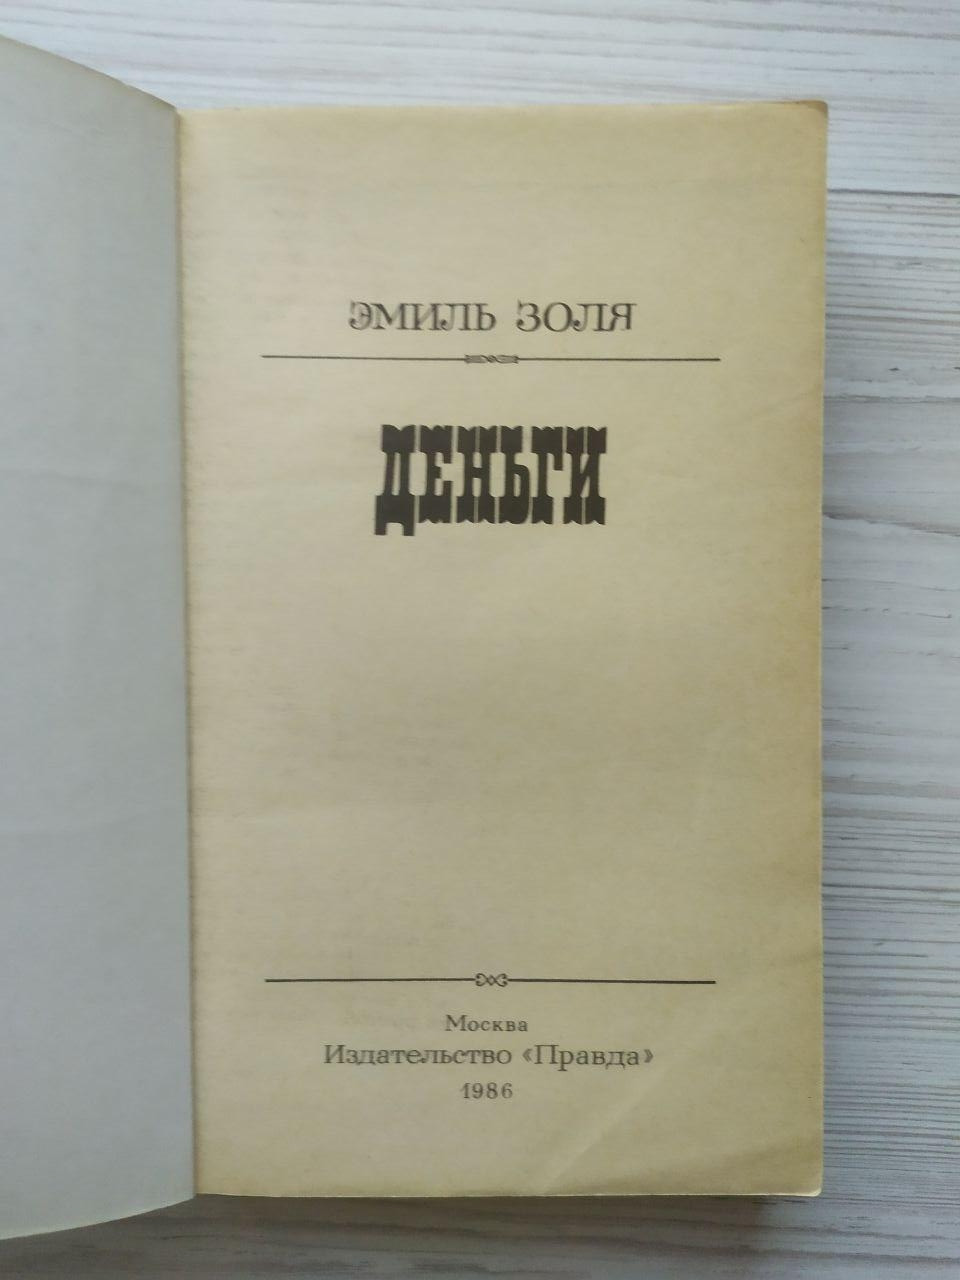 ЭМИЛЬ ЗОЛЯ
ДЕНЬГИ
Москва
Издательство «Правда»
1986